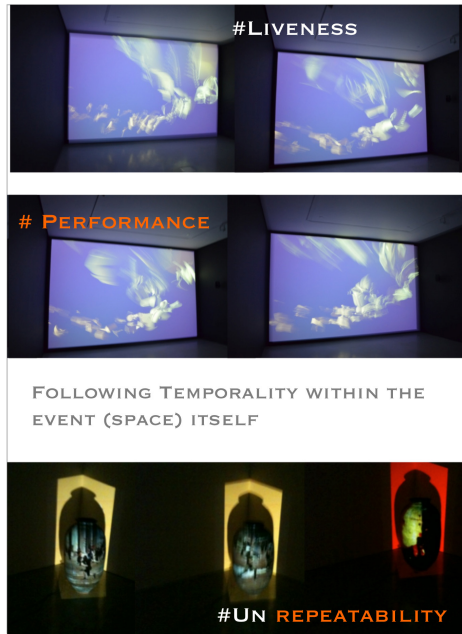 #Liveness
# Performance
Following Temporality within the
event (space) itself
#Un repeatability